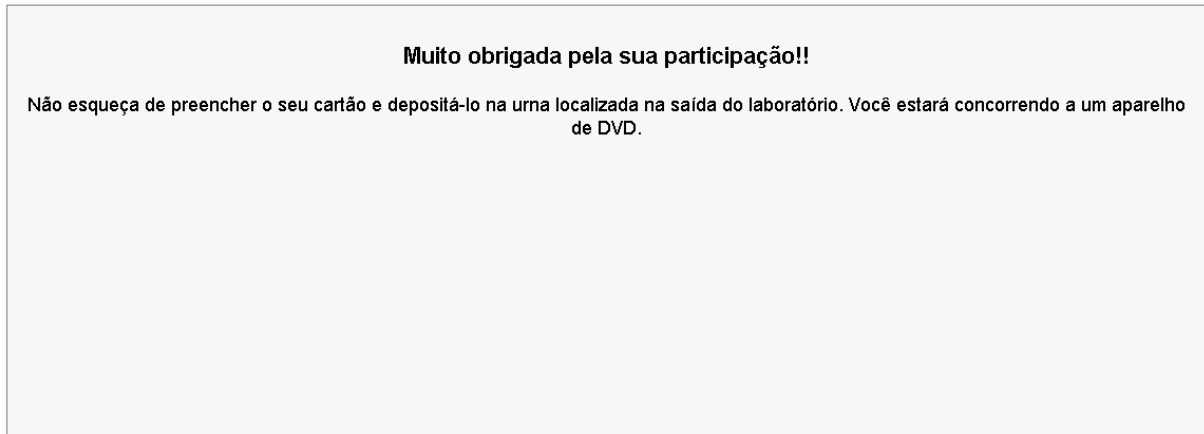 Muito obrigada pela sua participação!!
Não esqueça de preencher o seu cartão e depositá-lo na urna localizada na saída do laboratório. Você estará concorrendo a um aparelho
de DVD.